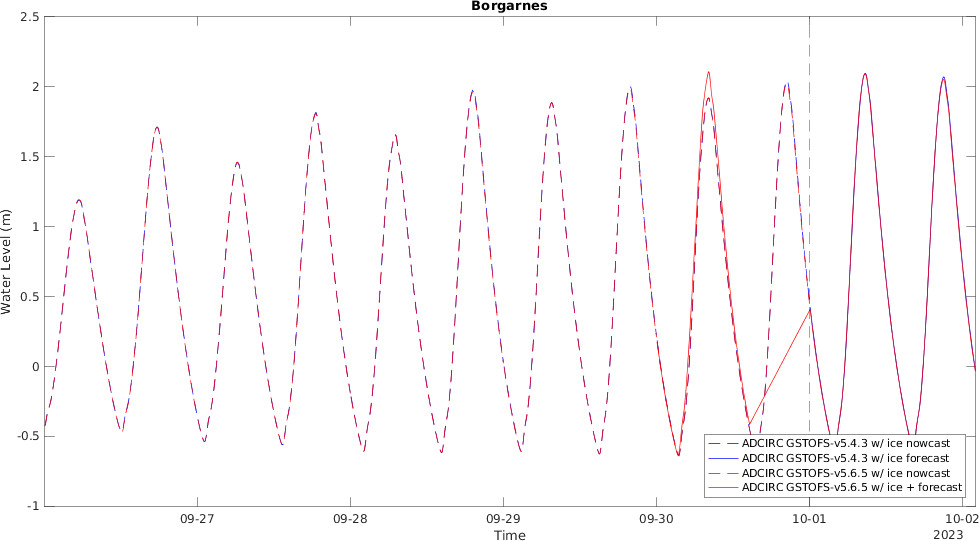 Borgarnes
2.5
2
1.5
1
0.5
0
-0.5
-1
Water Level (m)
09-27
09-28
09-29
09-30
10-01
10-02
Time
2023
ADCIRC GSTOFS-v5.4.3 w/ ice nowcast
ADCIRC GSTOFS-v5.4.3 w/ ice forecast
ADCIRC GSTOFS-v5.6.5 w/ ice nowcast
ADCIRC GSTOFS-v5.6.5 w/ ice + forecast